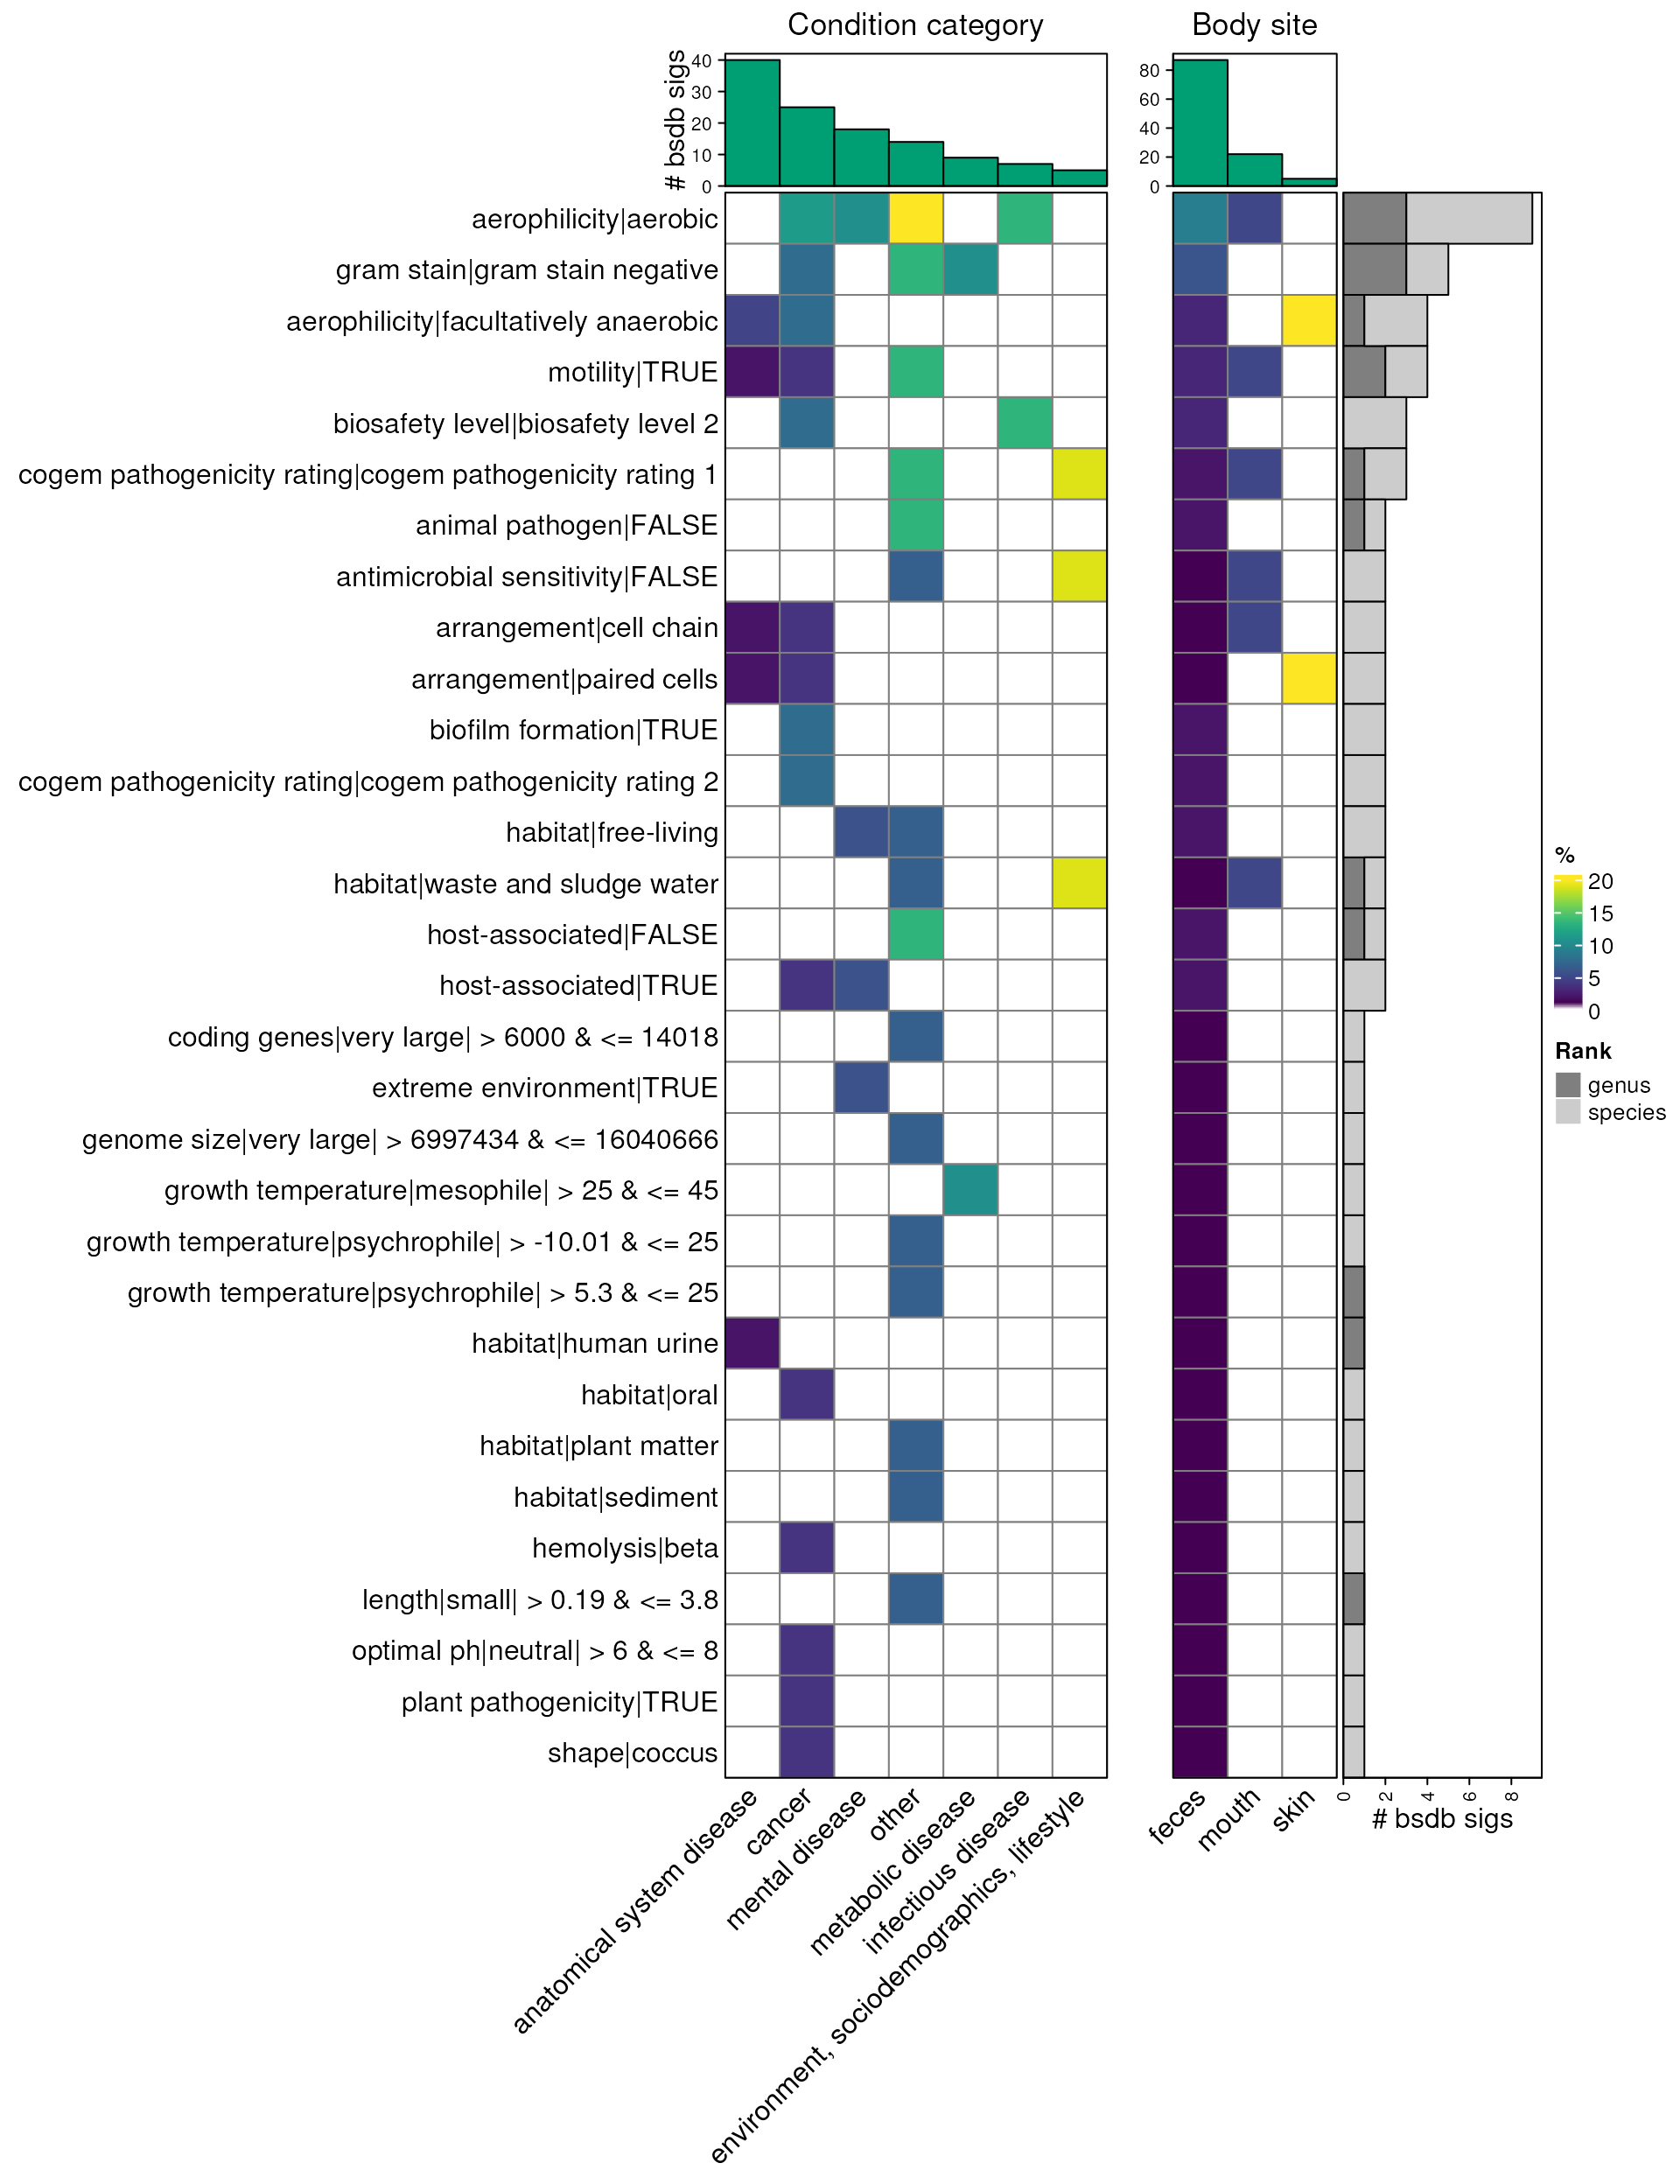 Condition category
Body site
# bsdb sigs
40
30
20
10
0
80
60
40
20
0
aerophilicity|aerobic
gram stain|gram stain negative
aerophilicity|facultatively anaerobic
motility|TRUE
biosafety level|biosafety level 2
cogem pathogenicity rating|cogem pathogenicity rating 1
animal pathogen|FALSE
antimicrobial sensitivity|FALSE
arrangement|cell chain
arrangement|paired cells
biofilm formation|TRUE
cogem pathogenicity rating|cogem pathogenicity rating 2
habitat|free-living
habitat|waste and sludge water
host-associated|FALSE
host-associated|TRUE
coding genes|very large| > 6000 & <= 14018
extreme environment|TRUE
genome size|very large| > 6997434 & <= 16040666
growth temperature|mesophile| > 25 & <= 45
growth temperature|psychrophile| > -10.01 & <= 25
growth temperature|psychrophile| > 5.3 & <= 25
habitat|human urine
habitat|oral
habitat|plant matter
habitat|sediment
hemolysis|beta
length|small| > 0.19 & <= 3.8
optimal ph|neutral| > 6 & <= 8
plant pathogenicity|TRUE
shape|coccus
anatomical system disease
cancer
mental disease
other
metabolic disease
infectious disease
environment, sociodemographics, lifestyle
feces
mouth
skin
0
2
4
6
8
# bsdb sigs
%
20
15
10
5
0
Rank
genus
species